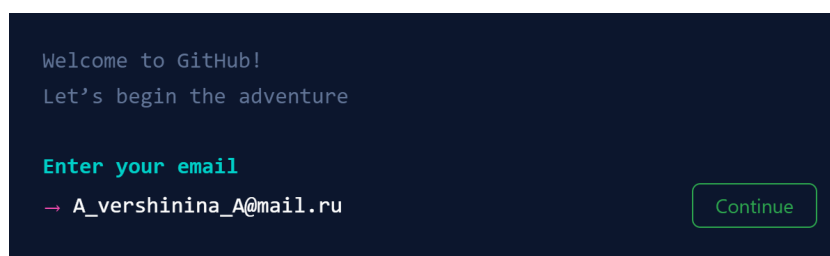 Welcome to GitHub!
Let’s begin the adventure
Enter your email
→ A_vershinina_A@mail.ru
Continue